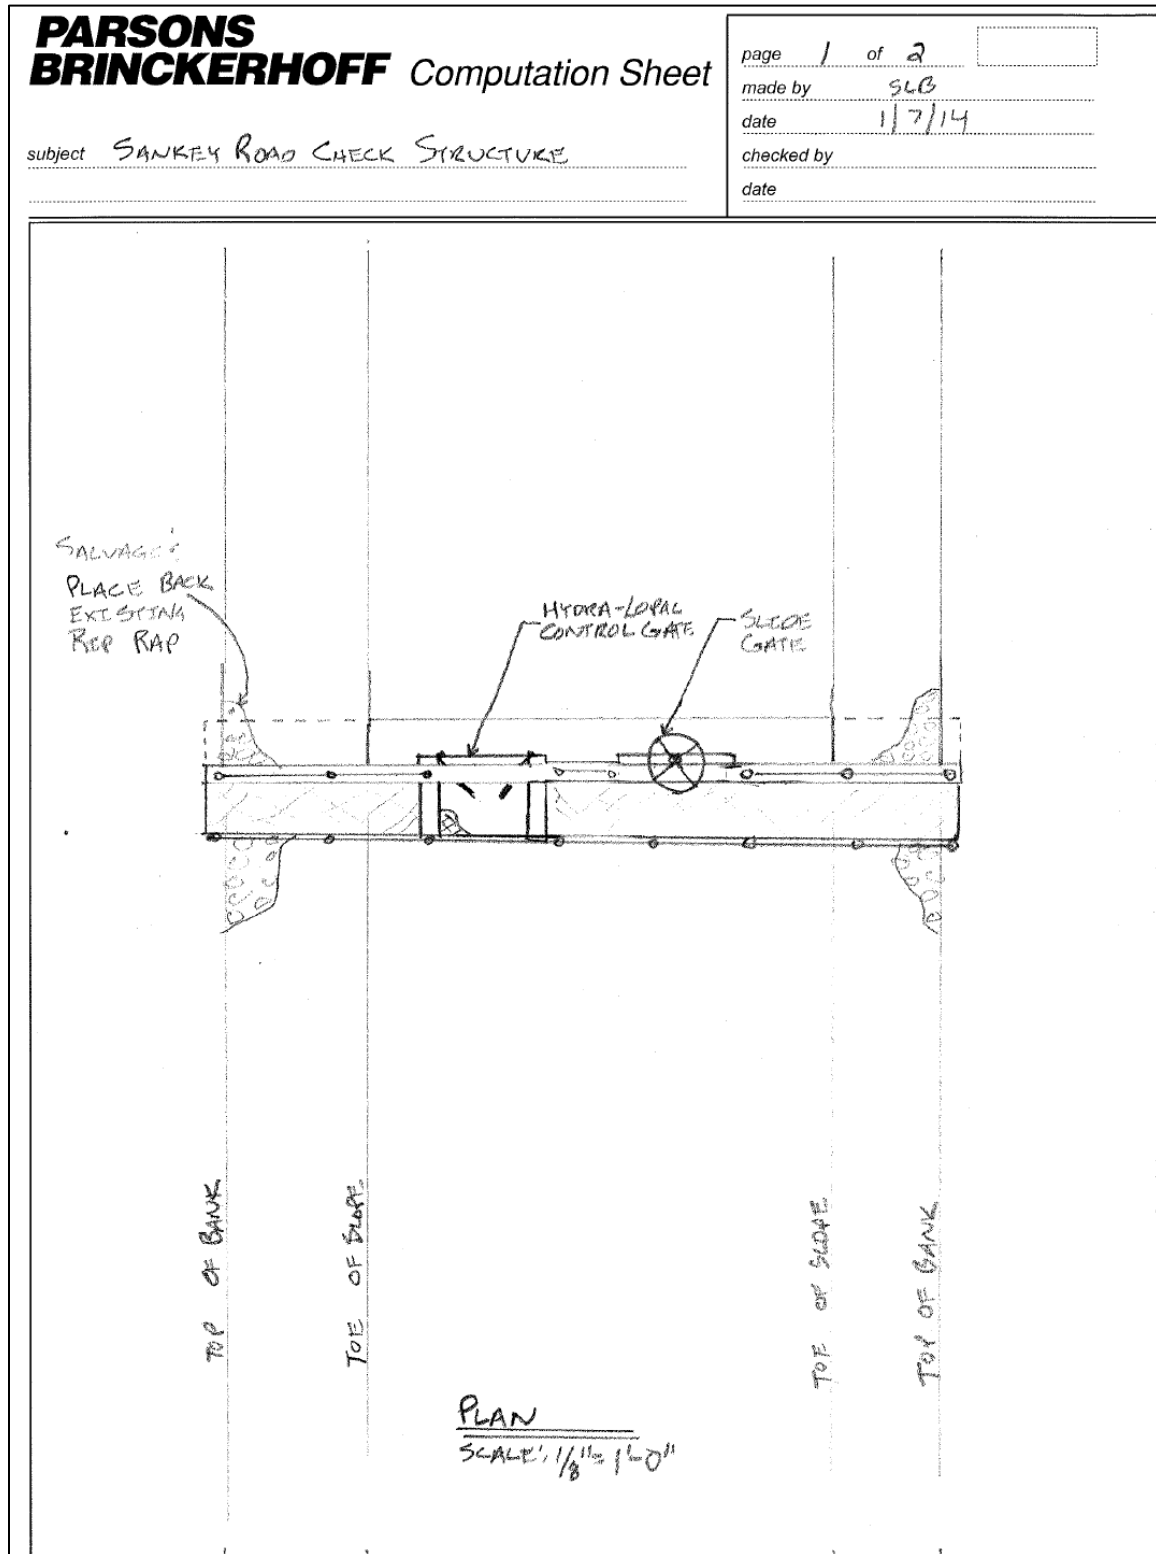 PARSONS
BRINCKERHOFF Computation Sheet
page 1 of 2
made by SLB
date 1/7/14
checked by
date
subject SANKEY ROAD CHECK STRUCTURE
SALVAGE &
PLACE BACK
EXISTING
RIP RAP
HYDRA-LOPAC
CONTROL GATE
SLIDE
GATE
TOP OF BANK
TOE OF SLOPE
TOE OF SLOPE
TOP OF BANK
PLAN
SCALE: 1/8" = 1'-0"